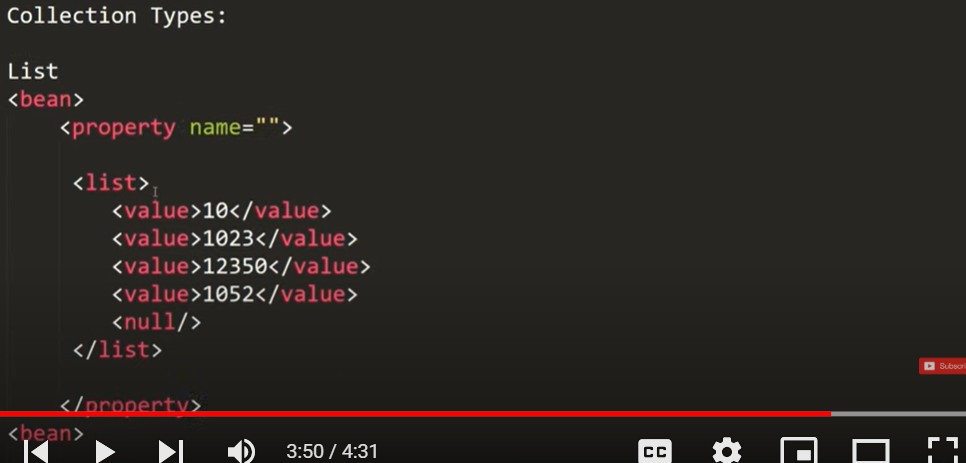 Collection Types:
List
<bean>
<property name="">
<list>
<value>10</value>
<value>1023</value>
<value>12350</value>
<value>1052</value>
<null/>
</list>
</property>
<bean>
3:50 / 4:31
CC